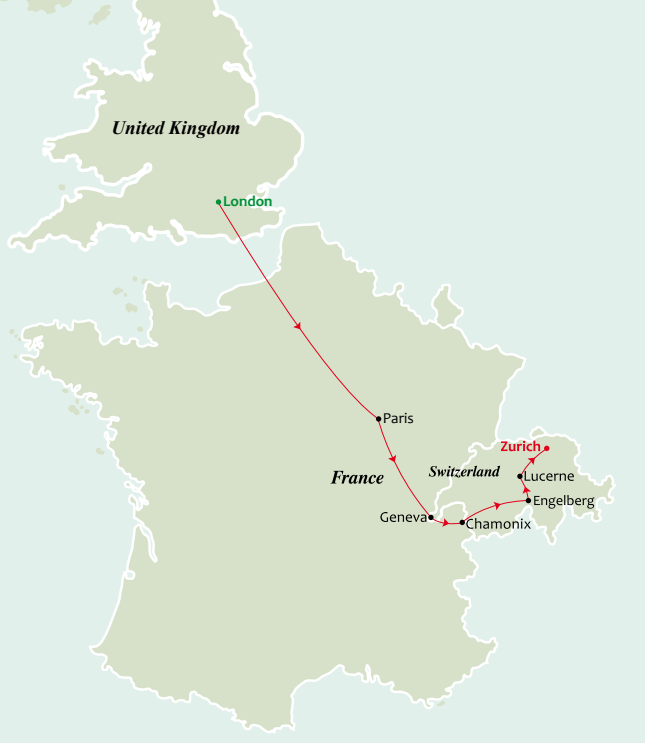 United Kingdom
London
Paris
Zurich
Switzerland
France
Lucerne
Engelberg
Geneva
Chamonix